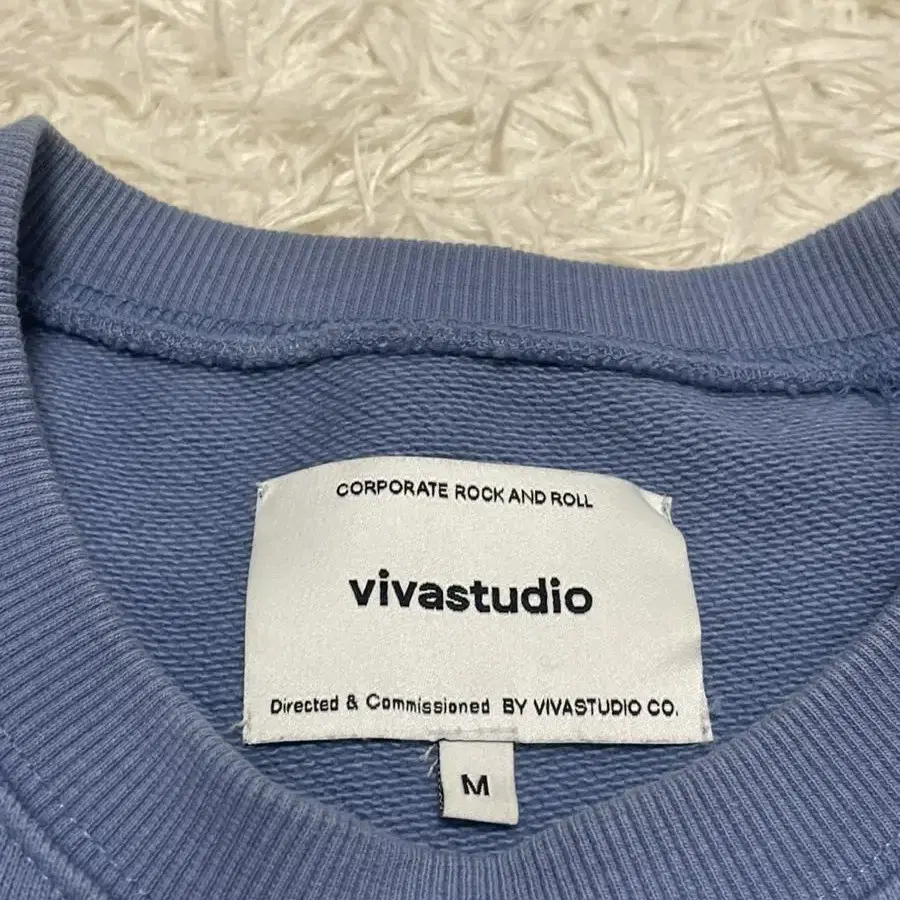 CORPORATE ROCK AND ROLL
vivastudio
Directed & Commissioned BY VIVASTUDIO CO.
M